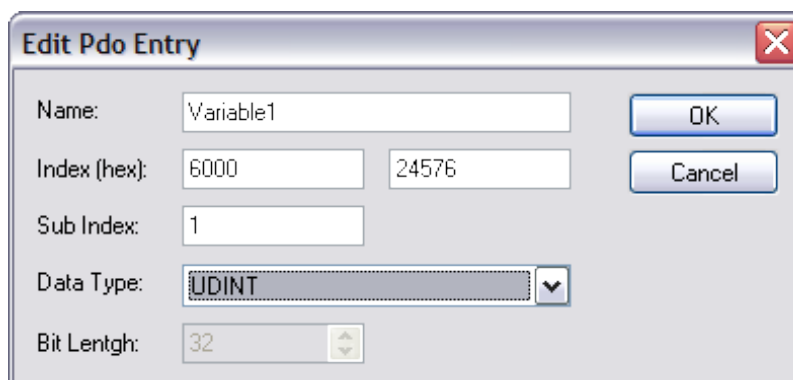 Edit Pdo Entry
Name: Variable1 OK
Index (hex): 6000 24576 Cancel
Sub Index: 1
Data Type: UDINT
Bit Lentgh: 32